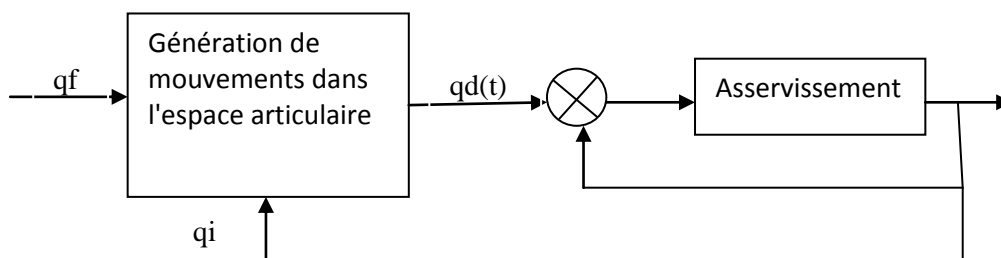 qf
Génération de
mouvements dans
l'espace articulaire
qd(t)
Asservissement
qi